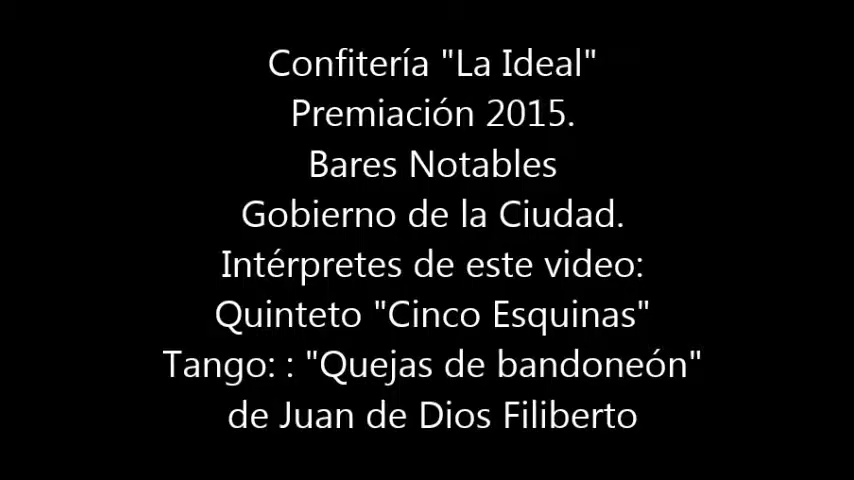 Confitería "La Ideal"
Premiación 2015.
Bares Notables
Gobierno de la Ciudad.
Intérpretes de este video:
Quinteto "Cinco Esquinas"
Tango: : "Quejas de bandoneón"
de Juan de Dios Filiberto